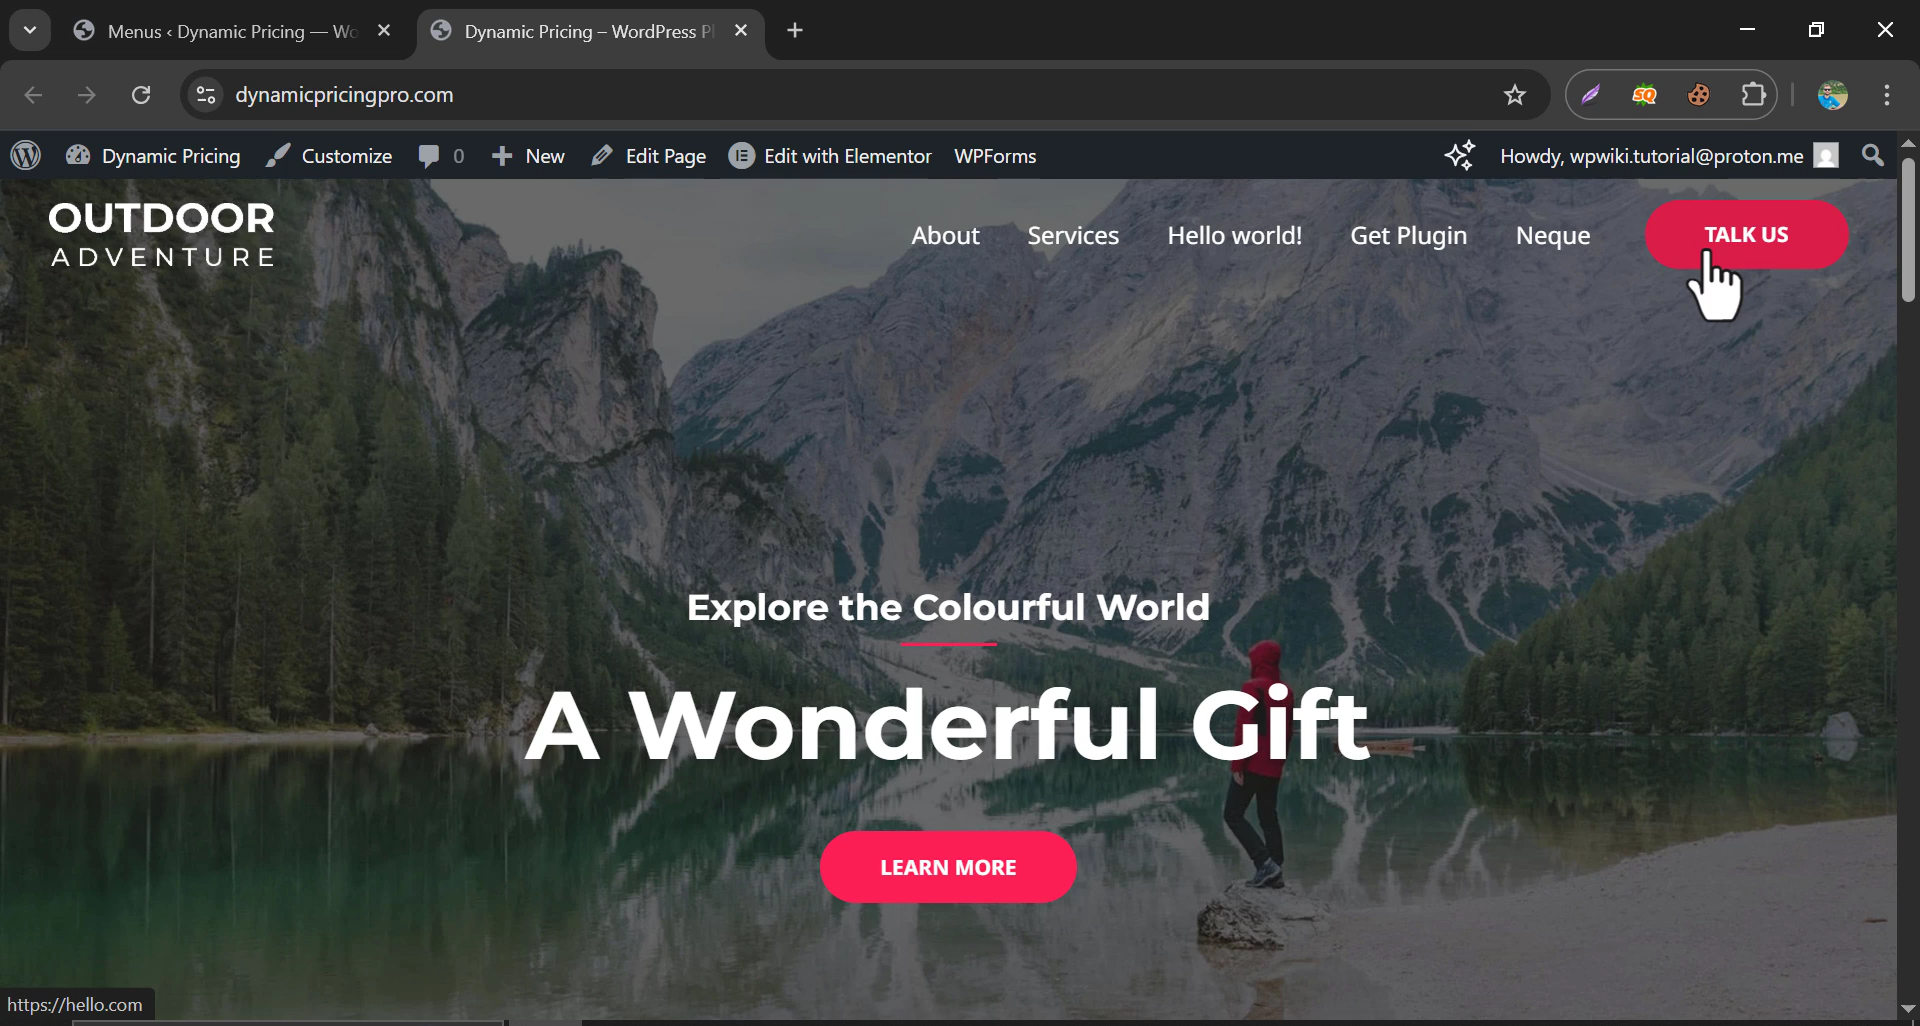 Menus ‹ Dynamic Pricing — Wo
Dynamic Pricing – WordPress Pl
dynamicpricingpro.com
SQ
Dynamic Pricing
Customize
0
New
Edit Page
Edit with Elementor
WPForms
Howdy, wpwiki.tutorial@proton.me
OUTDOOR
ADVENTURE
About
Services
Hello world!
Get Plugin
Neque
TALK US
Explore the Colourful World
A Wonderful Gift
LEARN MORE
https://hello.com